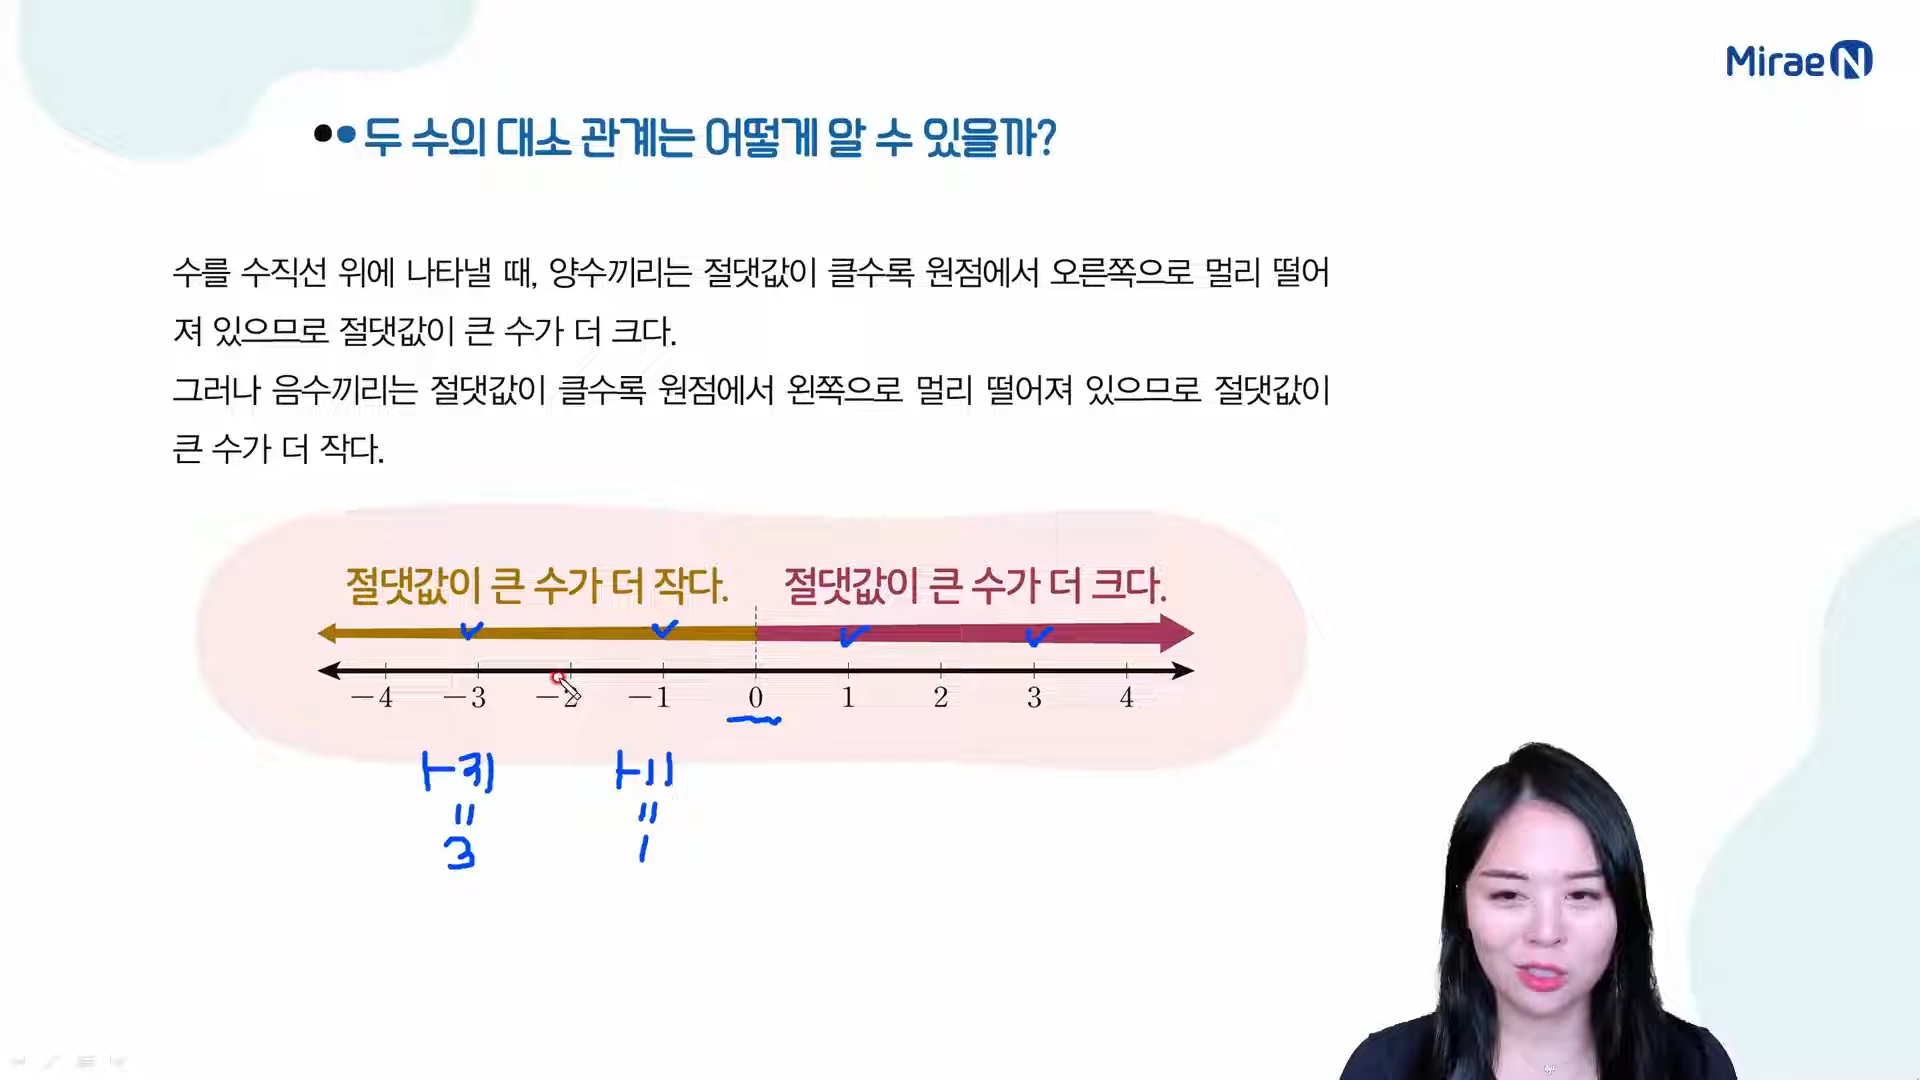 Mirae N
두 수의 대소 관계는 어떻게 알 수 있을까?
수를 수직선 위에 나타낼 때, 양수끼리는 절댓값이 클수록 원점에서 오른쪽으로 멀리 떨어
져 있으므로 절댓값이 큰 수가 더 크다.
그러나 음수끼리는 절댓값이 클수록 원점에서 왼쪽으로 멀리 떨어져 있으므로 절댓값이
큰 수가 더 작다.
절댓값이 큰 수가 더 작다. 절댓값이 큰 수가 더 크다.
−4 −3 −2 −1 0 1 2 3 4
|-3| |-1|
= =
3 1